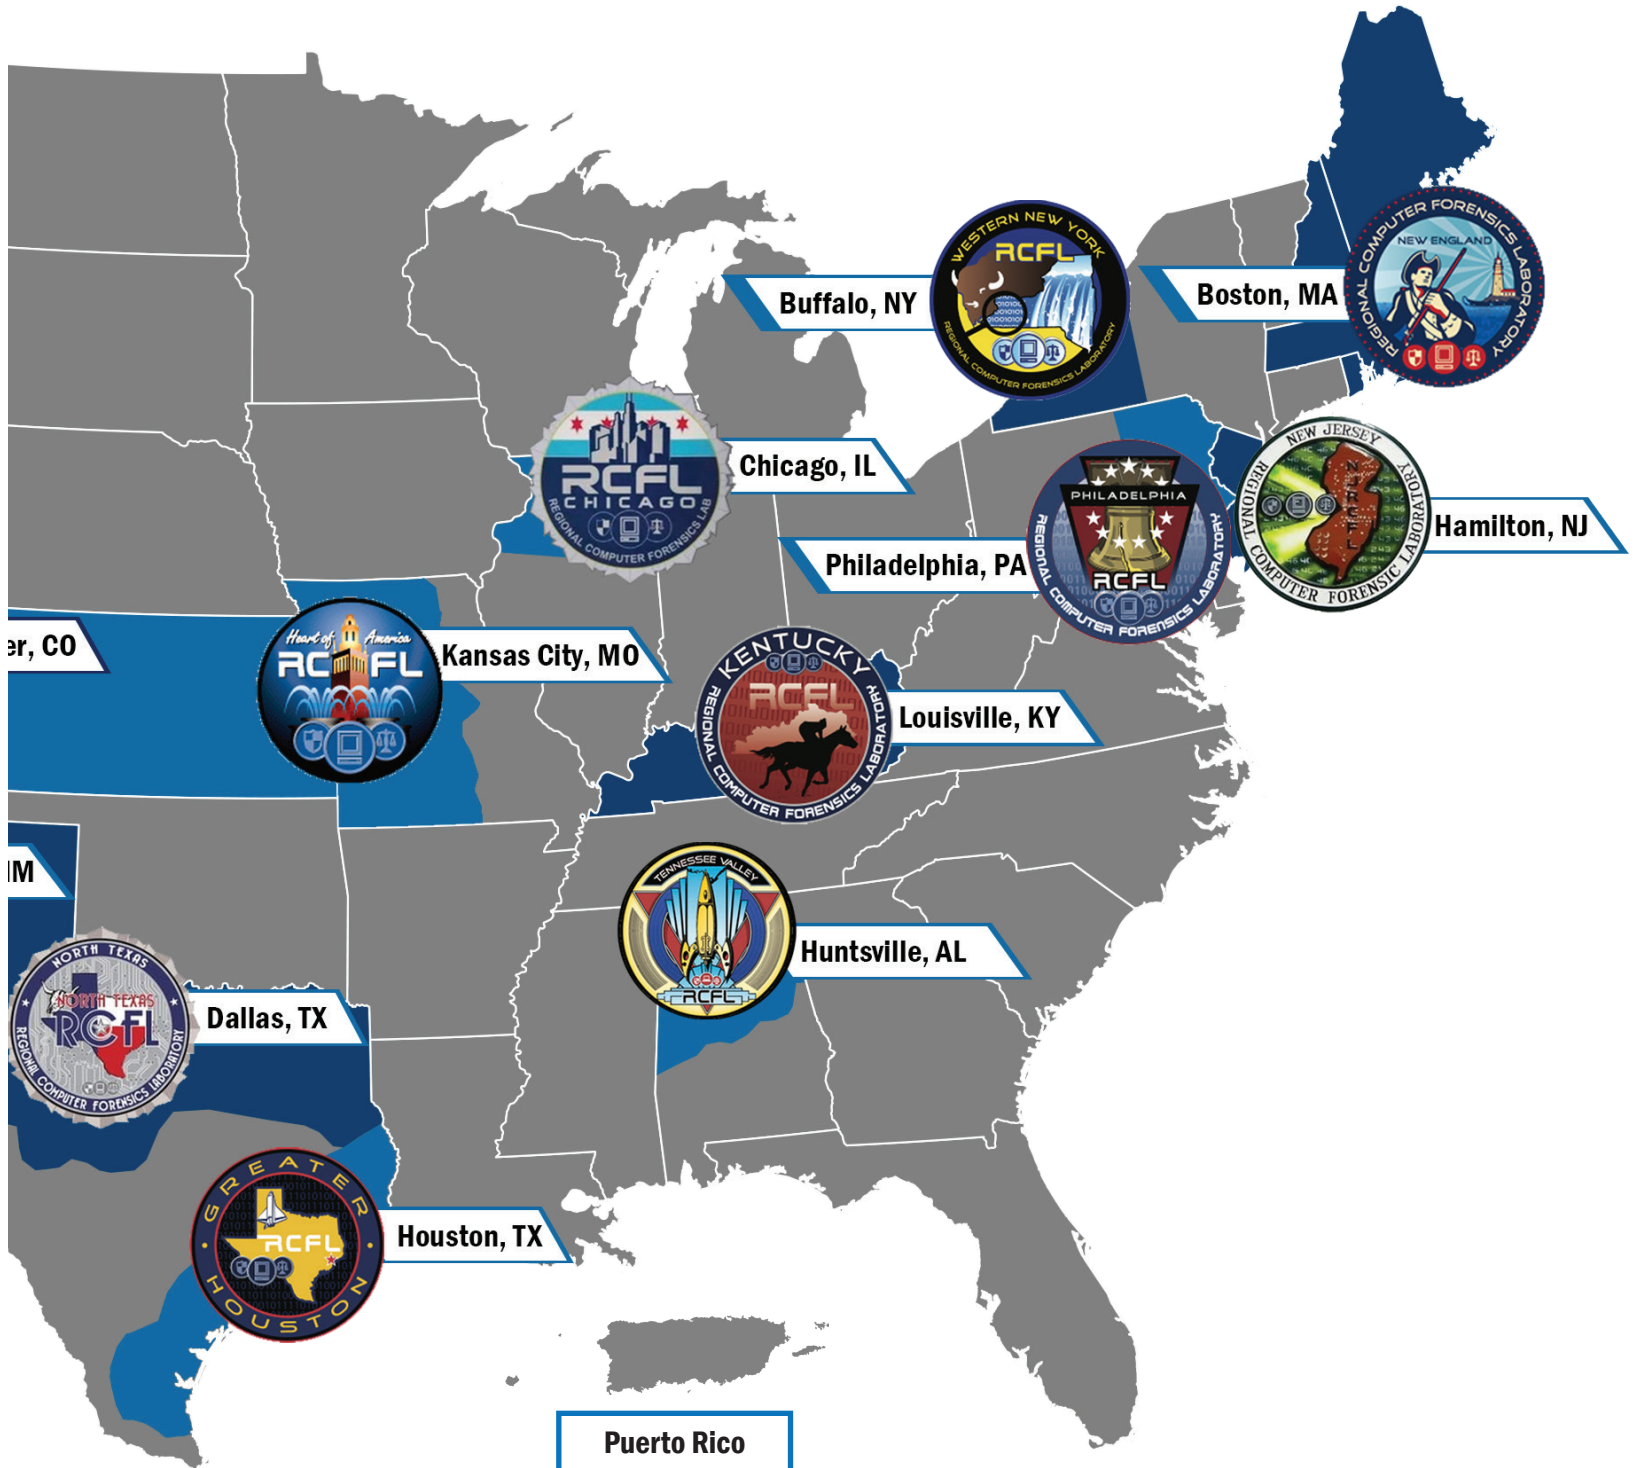 WESTERN NEW YORK
RCFL
REGIONAL COMPUTER FORENSICS LABORATORY
Buffalo, NY
REGIONAL COMPUTER FORENSICS LABORATORY
NEW ENGLAND
Boston, MA
RCFL
CHICAGO
REGIONAL COMPUTER FORENSICS LAB
Chicago, IL
PHILADELPHIA
RCFL
REGIONAL COMPUTER FORENSICS LABORATORY
Philadelphia, PA
NEW JERSEY
NJRCFL
REGIONAL COMPUTER FORENSIC LABORATORY
Hamilton, NJ
er, CO
Heart of America
RCFL
Kansas City, MO
KENTUCKY
RCFL
REGIONAL COMPUTER FORENSICS LABORATORY
Louisville, KY
IM
TENNESSEE VALLEY
RCFL
Huntsville, AL
NORTH TEXAS
NORTH TEXAS
RCFL
REGIONAL COMPUTER FORENSICS LABORATORY
Dallas, TX
GREATER
RCFL
HOUSTON
Houston, TX
Puerto Rico